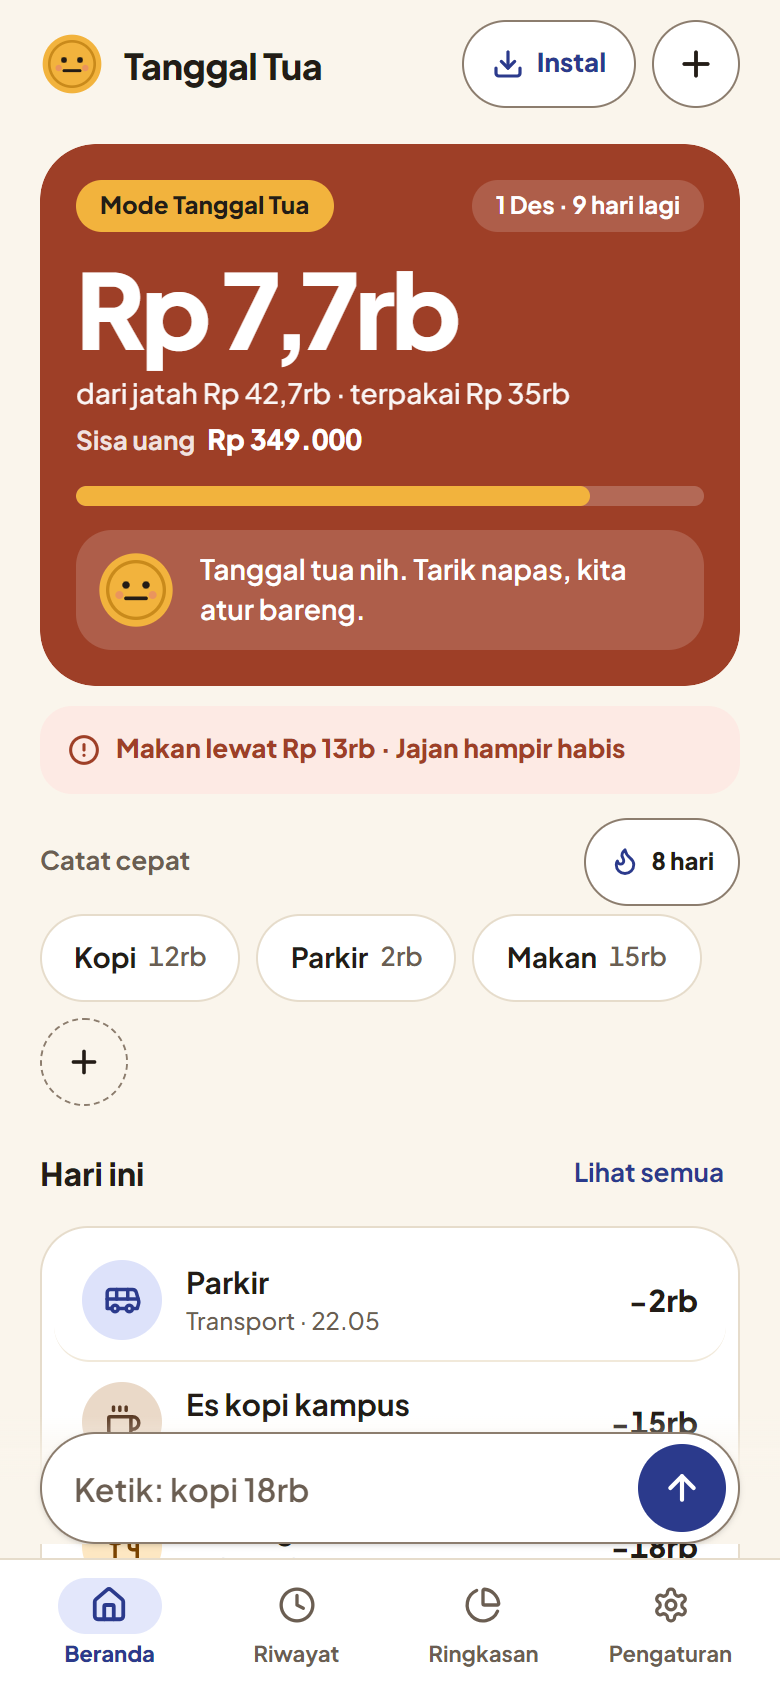 Tanggal Tua
Instal
Mode Tanggal Tua
1 Des · 9 hari lagi
Rp 7,7rb
dari jatah Rp 42,7rb · terpakai Rp 35rb
Sisa uang Rp 349.000
Tanggal tua nih. Tarik napas, kita
atur bareng.
Makan lewat Rp 13rb · Jajan hampir habis
Catat cepat
8 hari
Kopi 12rb
Parkir 2rb
Makan 15rb
Hari ini
Lihat semua
Parkir
Transport · 22.05
−2rb
Es kopi kampus
−15rb
Ketik: kopi 18rb
−18rb
Beranda
Riwayat
Ringkasan
Pengaturan